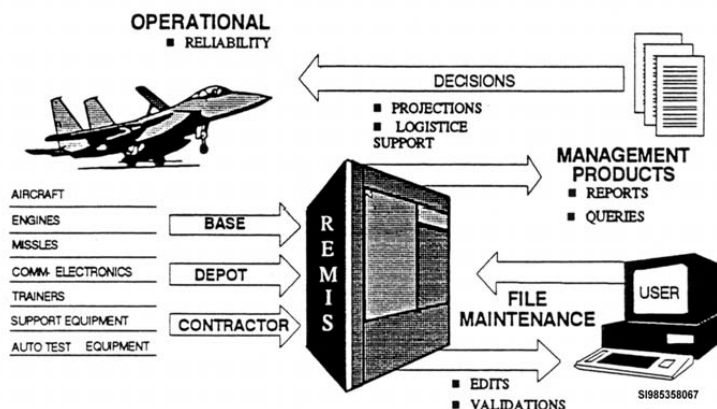 OPERATIONAL
■ RELIABILITY
DECISIONS
■ PROJECTIONS
■ LOGISTICE
SUPPORT
MANAGEMENT
PRODUCTS
■ REPORTS
■ QUERIES
AIRCRAFT
ENGINES
MISSLES
COMM- ELECTRONICS
TRAINERS
SUPPORT EQUIPMENT
AUTO TEST EQUIPMENT
BASE
DEPOT
CONTRACTOR
REMIS
FILE
MAINTENANCE
USER
■ EDITS
■ VALIDATIONS
SI985358067